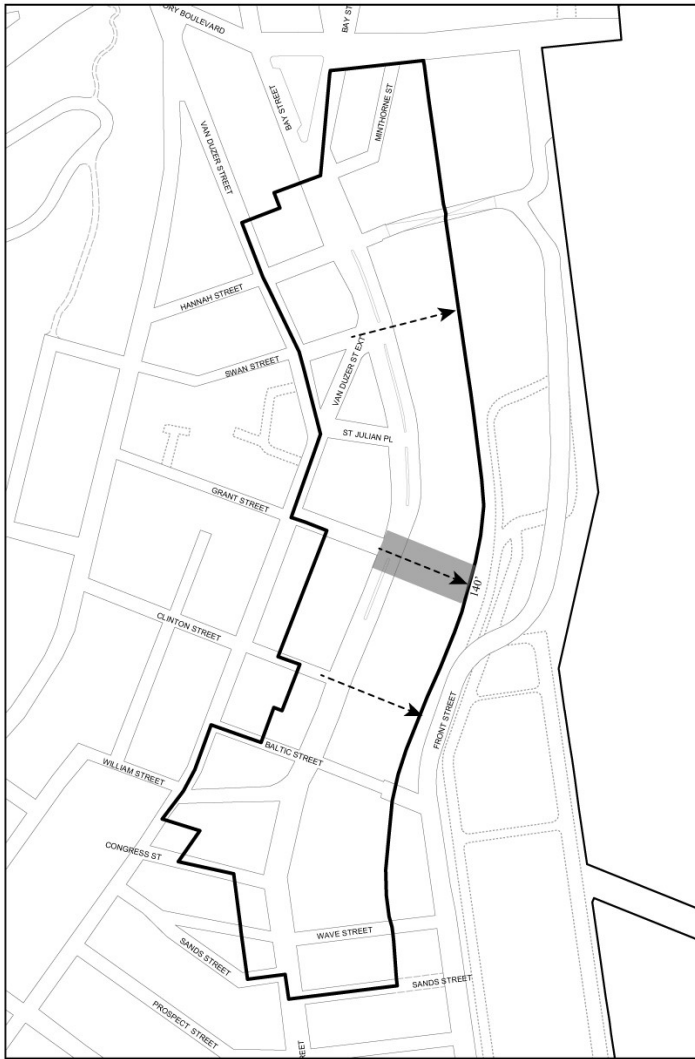 ORY BOULEVARD
BAY ST
BAY STREET
MINTHORNE ST
VAN DUZER STREET
HANNAH STREET
SWAN STREET
VAN DUZER ST EXT
ST JULIAN PL
GRANT STREET
140'
CLINTON STREET
FRONT STREET
BALTIC STREET
WILLIAM STREET
CONGRESS ST
WAVE STREET
SANDS STREET
SANDS STREET
PROSPECT STREET
REET